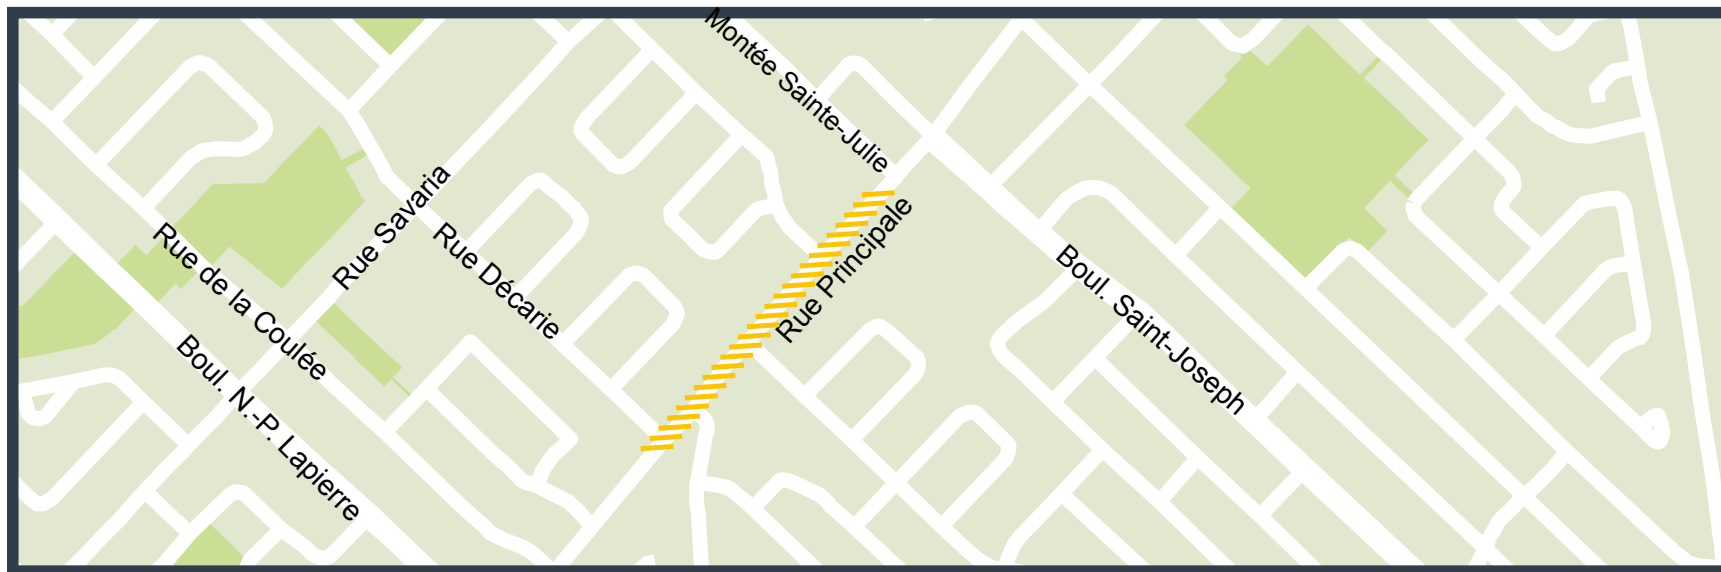 Montée Sainte-Julie
Rue Savaria
Rue Principale
Rue de la Coulée
Rue Décarie
Boul. Saint-Joseph
Boul. N.-P. Lapierre